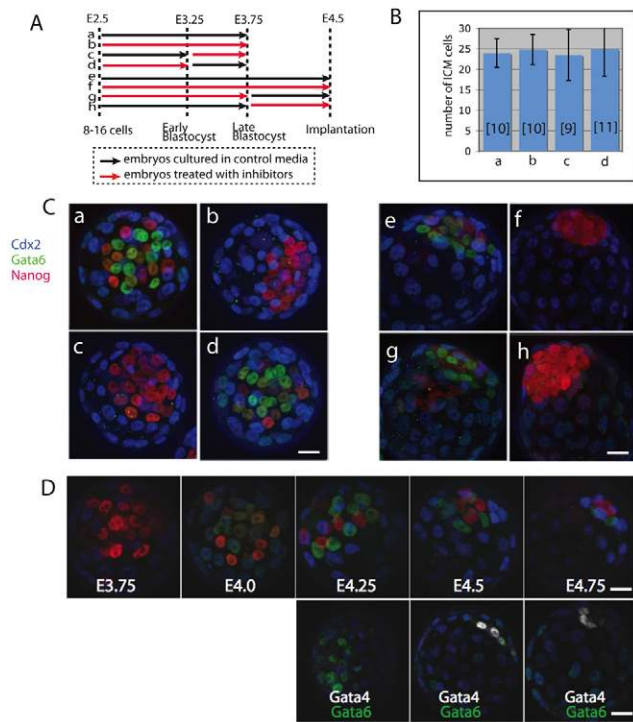 A
E2.5 E3.25 E3.75 E4.5
a
b
c
d
e
f
g
h
8-16 cells
Early Blastocyst
Late Blastocyst
Implantation
embryos cultured in control media
embryos treated with inhibitors
B
number of ICM cells
30
25
20
15
10
5
0
[10] [10] [9] [11]
a b c d
C
Cdx2
Gata6
Nanog
a b e f
c d g h
D
E3.75 E4.0 E4.25 E4.5 E4.75
Gata4 Gata4 Gata4
Gata6 Gata6 Gata6